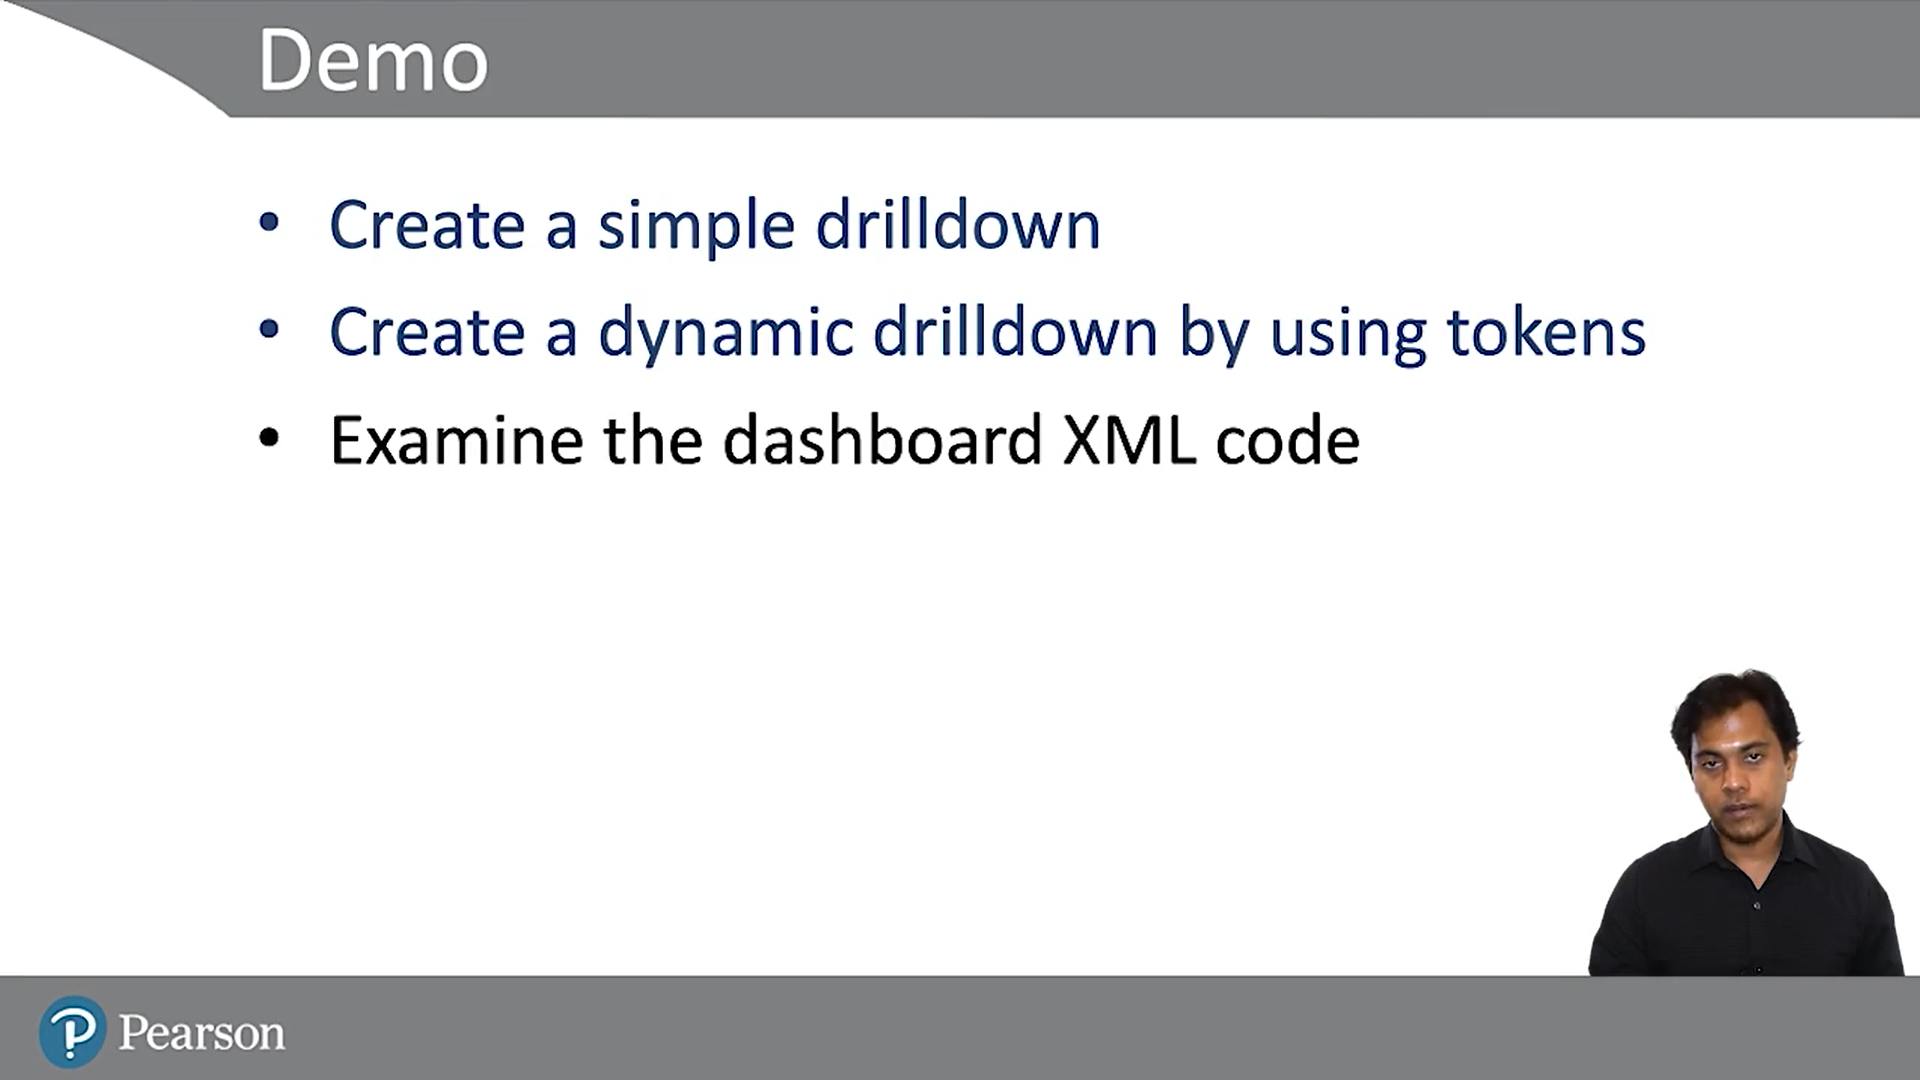 Demo
• Create a simple drilldown
• Create a dynamic drilldown by using tokens
• Examine the dashboard XML code
Pearson